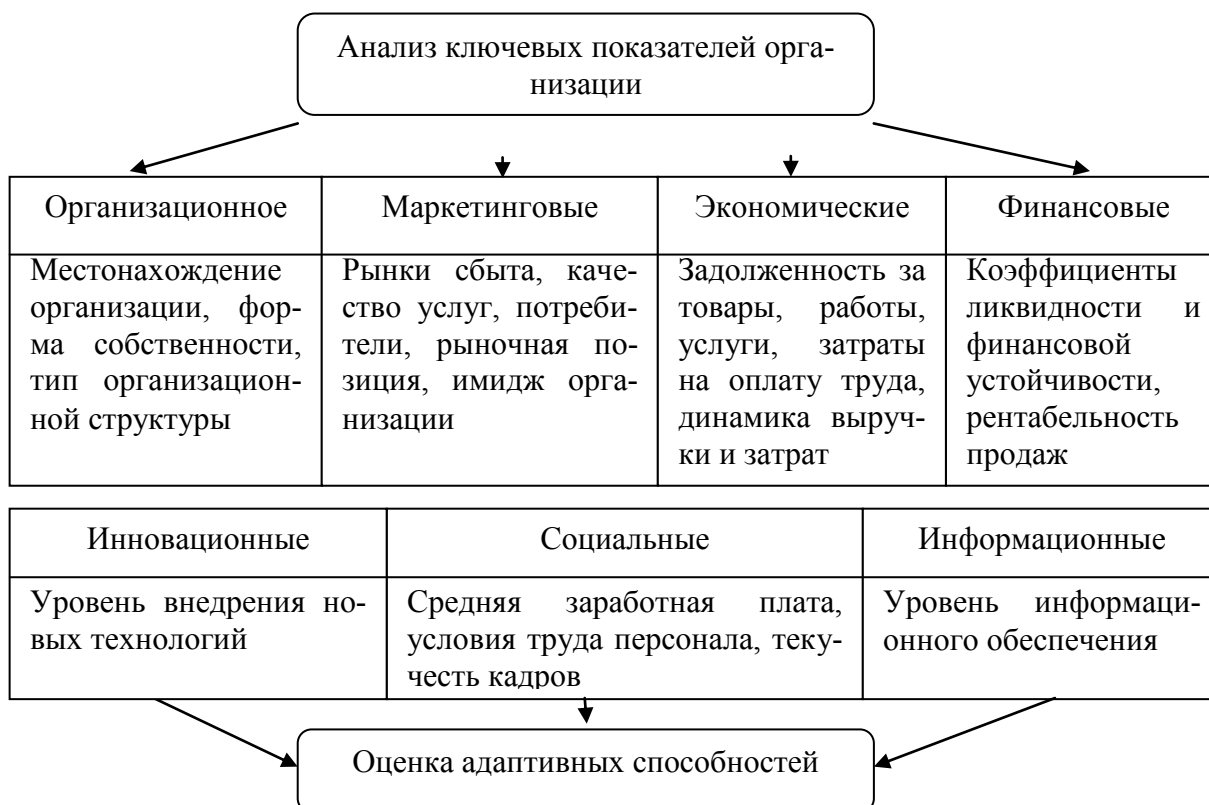 Анализ ключевых показателей орга-
низации
Организационное
Маркетинговые
Экономические
Финансовые
Местонахождение
организации, фор-
ма собственности,
тип организацион-
ной структуры
Рынки сбыта, каче-
ство услуг, потреби-
тели, рыночная по-
зиция, имидж орга-
низации
Задолженность за
товары, работы,
услуги, затраты
на оплату труда,
динамика выруч-
ки и затрат
Коэффициенты
ликвидности и
финансовой
устойчивости,
рентабельность
продаж
Инновационные
Социальные
Информационные
Уровень внедрения но-
вых технологий
Средняя заработная плата,
условия труда персонала, теку-
честь кадров
Уровень информаци-
онного обеспечения
Оценка адаптивных способностей